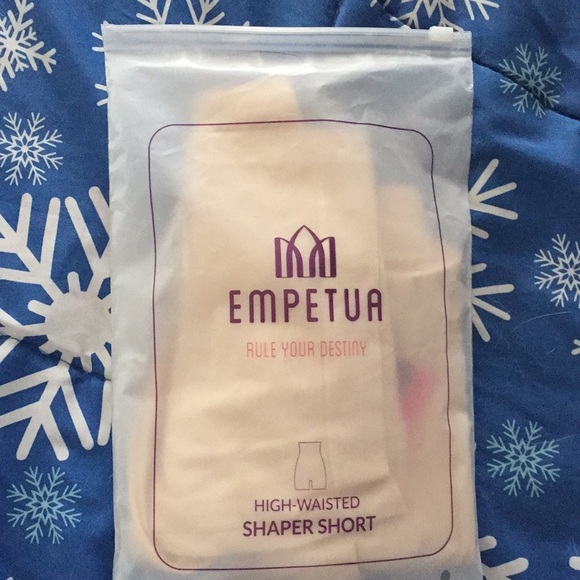 EMPETUA
RULE YOUR DESTINY
HIGH-WAISTED
SHAPER SHORT